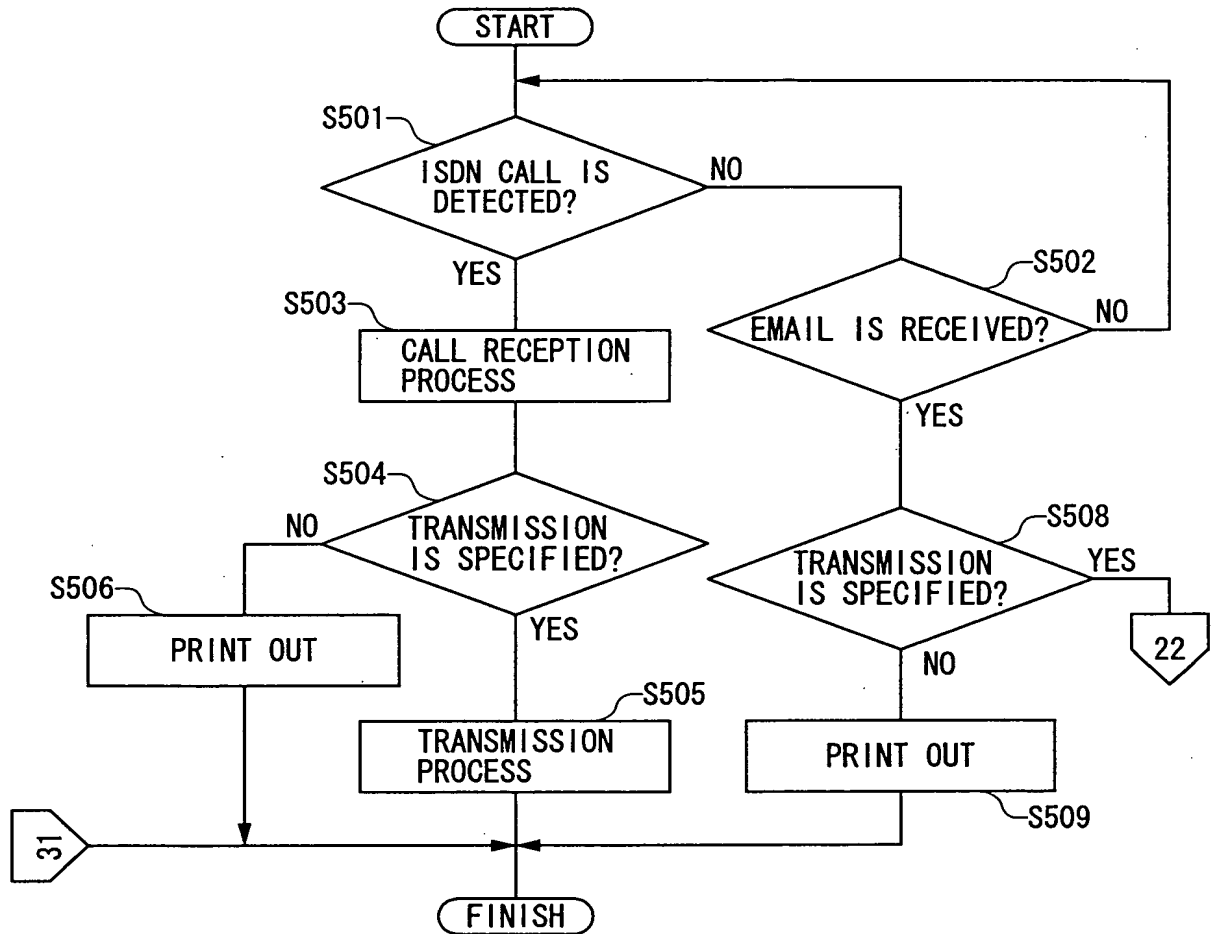 START
S501
ISDN CALL IS
DETECTED?
NO
YES
S502
EMAIL IS RECEIVED?
NO
YES
S503
CALL RECEPTION
PROCESS
S504
TRANSMISSION
IS SPECIFIED?
NO
YES
S508
TRANSMISSION
IS SPECIFIED?
YES
NO
22
S506
PRINT OUT
S505
TRANSMISSION
PROCESS
PRINT OUT
S509
31
FINISH